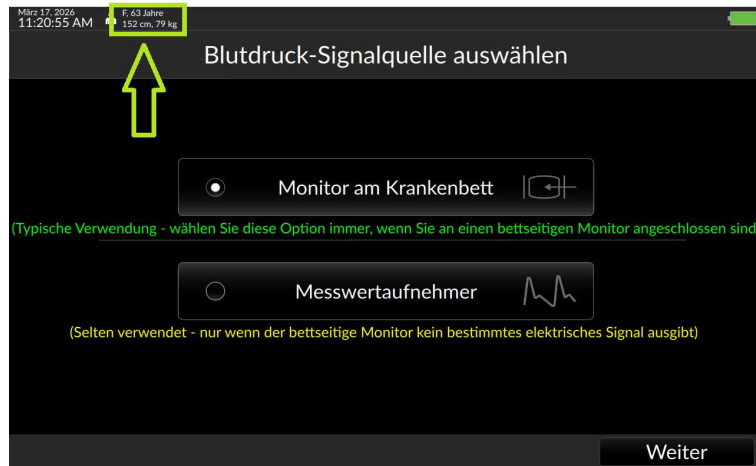 März 17, 2026
11:20:55 AM
F, 63 Jahre
152 cm, 79 kg
Blutdruck-Signalquelle auswählen
Monitor am Krankenbett
(Typische Verwendung - wählen Sie diese Option immer, wenn Sie an einen bettseitigen Monitor angeschlossen sind
Messwertaufnehmer
(Selten verwendet - nur wenn der bettseitige Monitor kein bestimmtes elektrisches Signal ausgibt)
Weiter